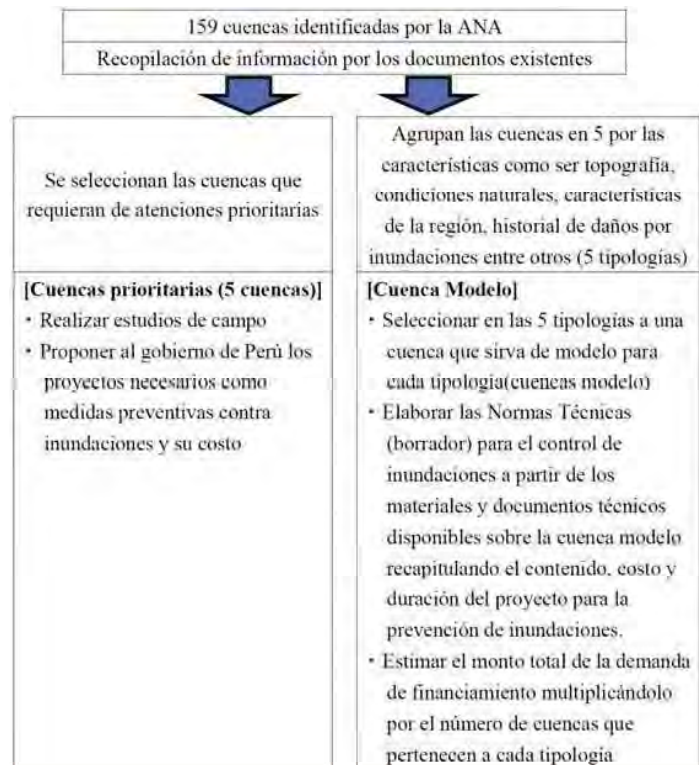 159 cuencas identificadas por la ANA
Recopilación de información por los documentos existentes
Se seleccionan las cuencas que
requieran de atenciones prioritarias
[Cuencas prioritarias (5 cuencas)]
・ Realizar estudios de campo
・ Proponer al gobierno de Perú los
proyectos necesarios como
medidas preventivas contra
inundaciones y su costo
Agrupan las cuencas en 5 por las
características como ser topografía,
condiciones naturales, características
de la región, historial de daños por
inundaciones entre otros (5 tipologías)
[Cuenca Modelo]
・ Seleccionar en las 5 tipologías a una
cuenca que sirva de modelo para
cada tipología(cuencas modelo)
・ Elaborar las Normas Técnicas
(borrador) para el control de
inundaciones a partir de los
materiales y documentos técnicos
disponibles sobre la cuenca modelo
recapitulando el contenido, costo y
duración del proyecto para la
prevención de inundaciones.
・ Estimar el monto total de la demanda
de financiamiento multiplicándolo
por el número de cuencas que
pertenecen a cada tipología